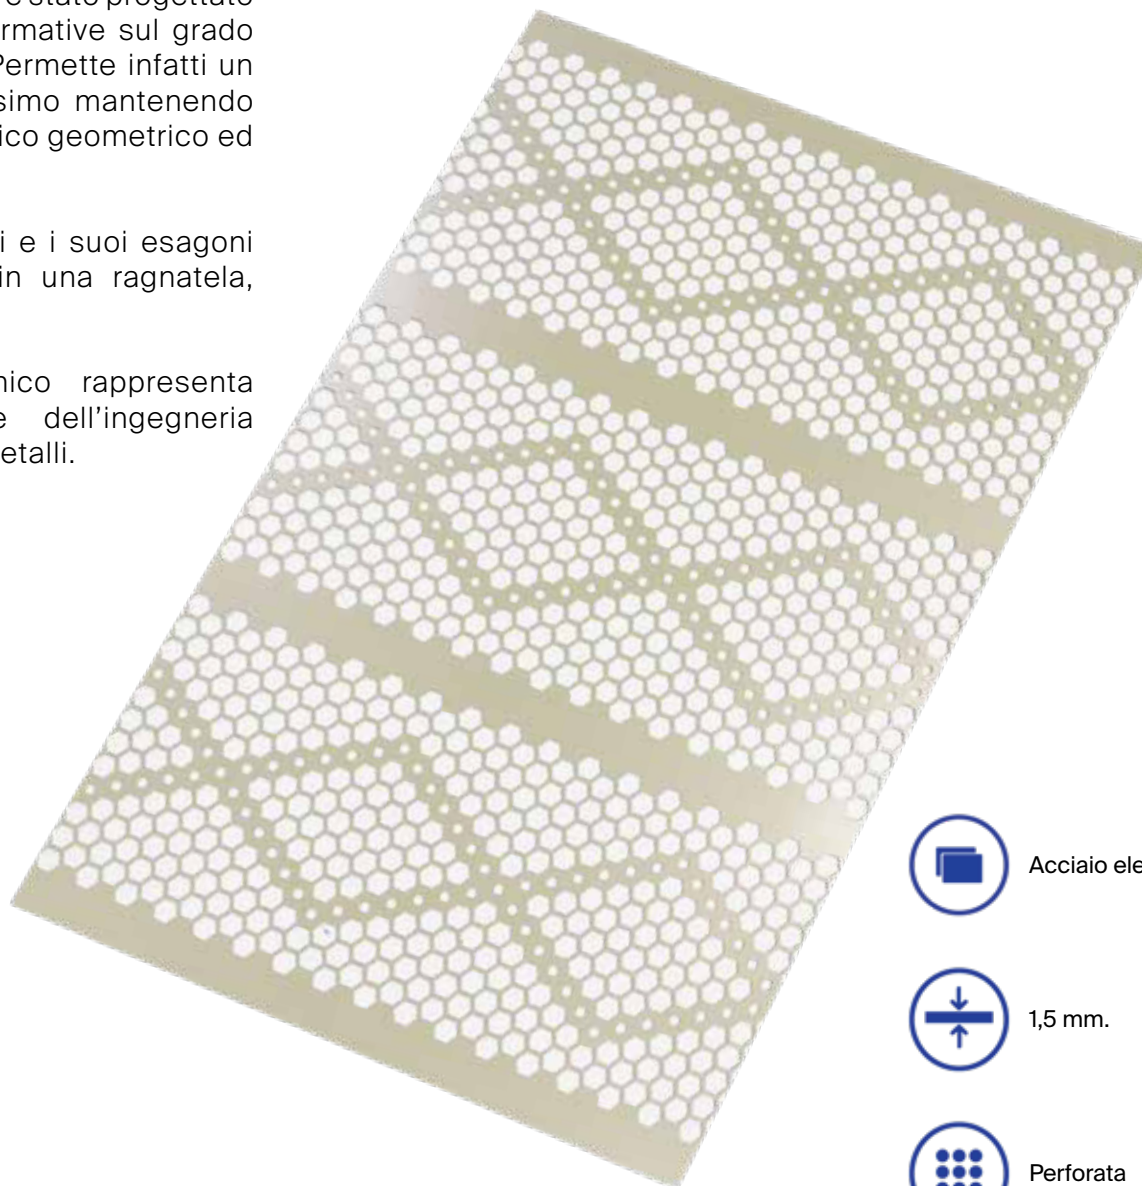 è stato progettato
rmative sul grado
Permette infatti un
simo mantenendo
ico geometrico ed
i e i suoi esagoni
in una ragnatela,
nico rappresenta
e dell'ingegneria
etalli.
Acciaio ele
1,5 mm.
Perforata